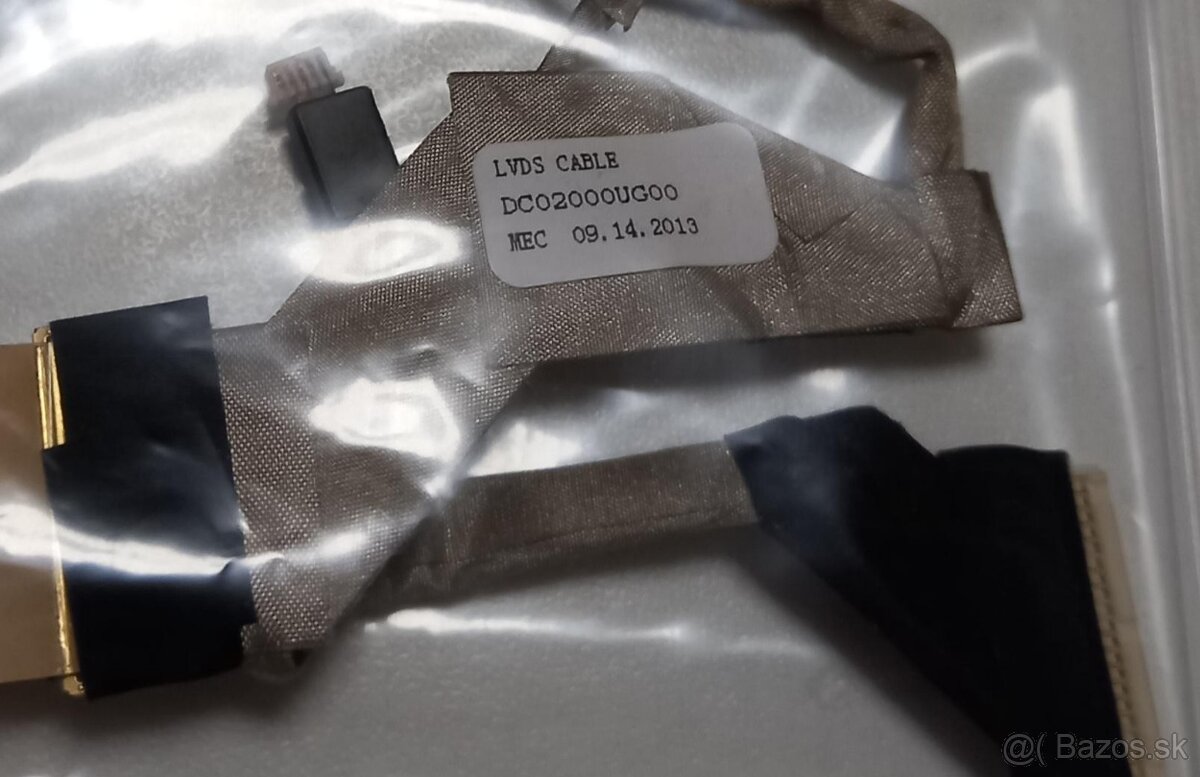 LVDS CABLE
DC02000UG00
MEC 09.14.2013
@( Bazos.sk